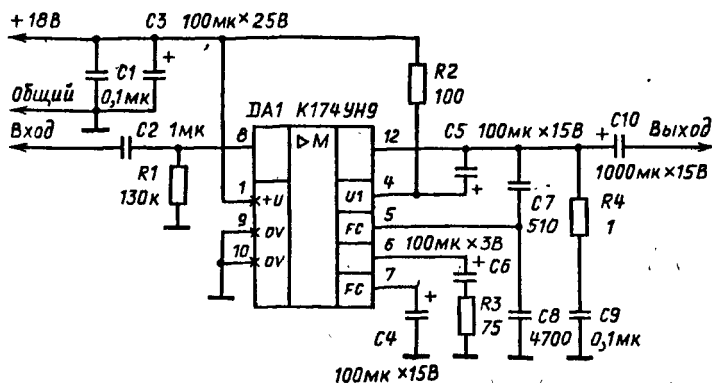 +18В
C3 100мк×25В
C1
0,1мк
+
R2
100
Общий
Вход
C2 1мк
DA1 К174УН9
R1
130к
8
1
9
10
▷М
+U
0V
0V
U1
FC
FC
12
4
5
6
7
C5 100мк×15В
+
+
C10
Выход
1000мк×15В
C7
510
R4
1
100мк×3В
+
C6
R3
75
+
C4
100мк×15В
C8
4700
C9
0,1мк